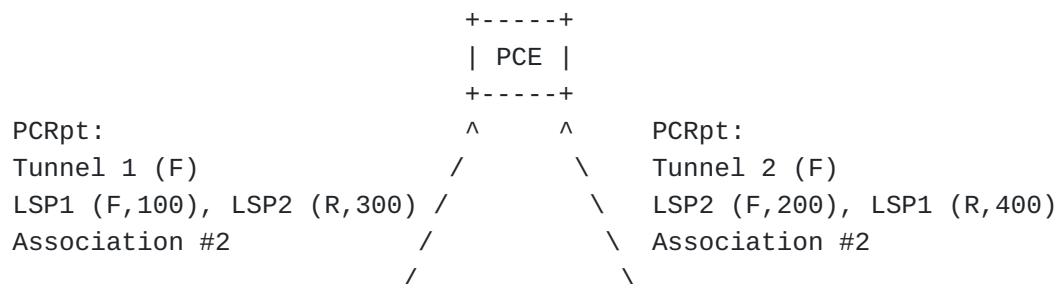 +-----+
                              | PCE |
                              +-----+
PCRpt:                        ^     ^     PCRpt:
Tunnel 1 (F)                 /       \    Tunnel 2 (F)
LSP1 (F,100), LSP2 (R,300) /          \   LSP2 (F,200), LSP1 (R,400)
Association #2            /            \  Association #2
                         /              \